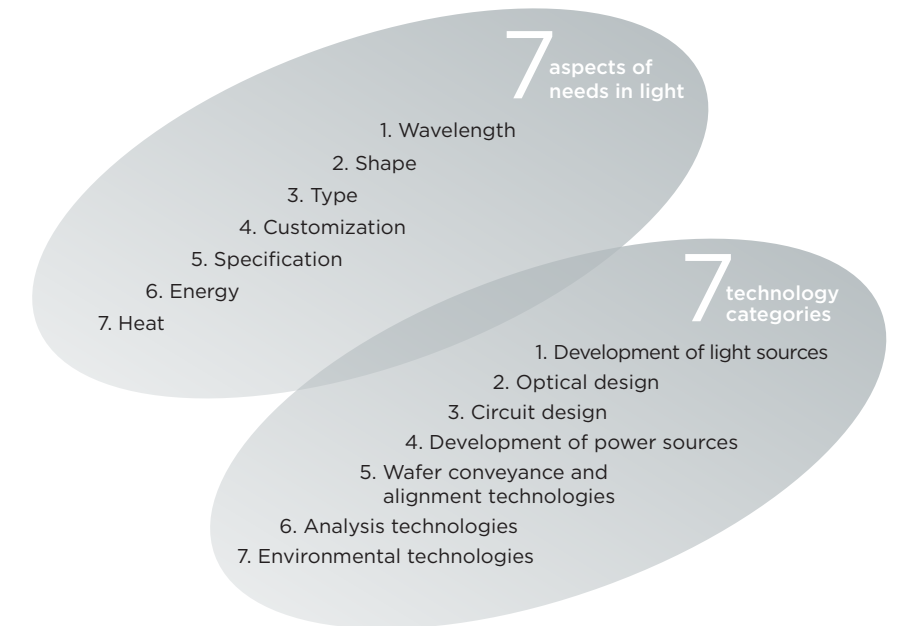 7 aspects of
needs in light
1. Wavelength
2. Shape
3. Type
4. Customization
5. Specification
6. Energy
7. Heat
7 technology
categories
1. Development of light sources
2. Optical design
3. Circuit design
4. Development of power sources
5. Wafer conveyance and
alignment technologies
6. Analysis technologies
7. Environmental technologies